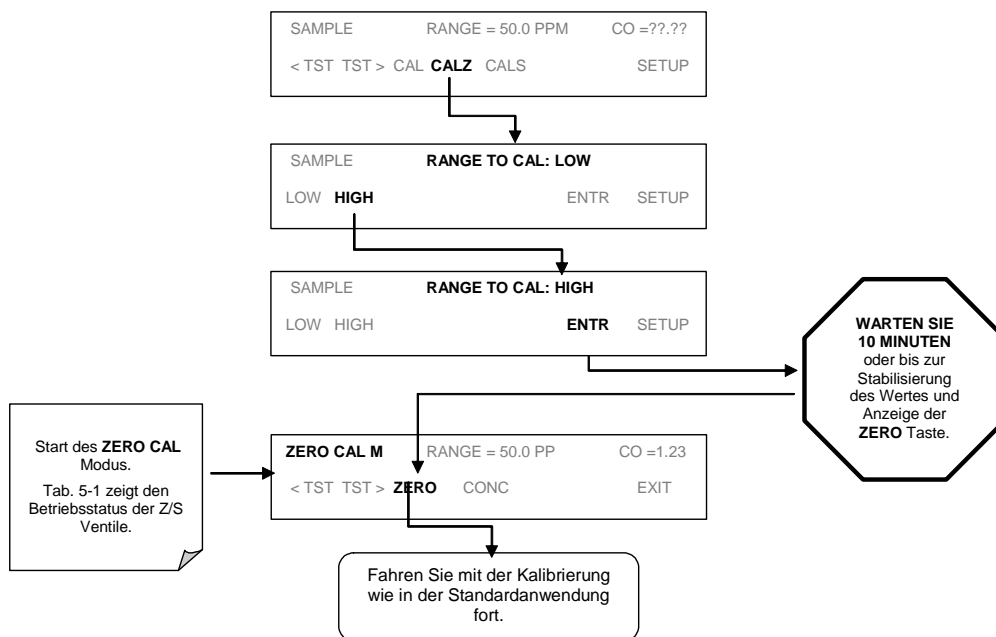 SAMPLE RANGE = 50.0 PPM CO =??.??
< TST TST > CAL CALZ CALS SETUP
SAMPLE RANGE TO CAL: LOW
LOW HIGH ENTR SETUP
SAMPLE RANGE TO CAL: HIGH
LOW HIGH ENTR SETUP
WARTEN SIE
10 MINUTEN
oder bis zur
Stabilisierung
des Wertes und
Anzeige der
ZERO Taste.
Start des ZERO CAL
Modus.
Tab. 5-1 zeigt den
Betriebsstatus der Z/S
Ventile.
ZERO CAL M RANGE = 50.0 PP CO =1.23
< TST TST > ZERO CONC EXIT
Fahren Sie mit der Kalibrierung
wie in der Standardanwendung
fort.